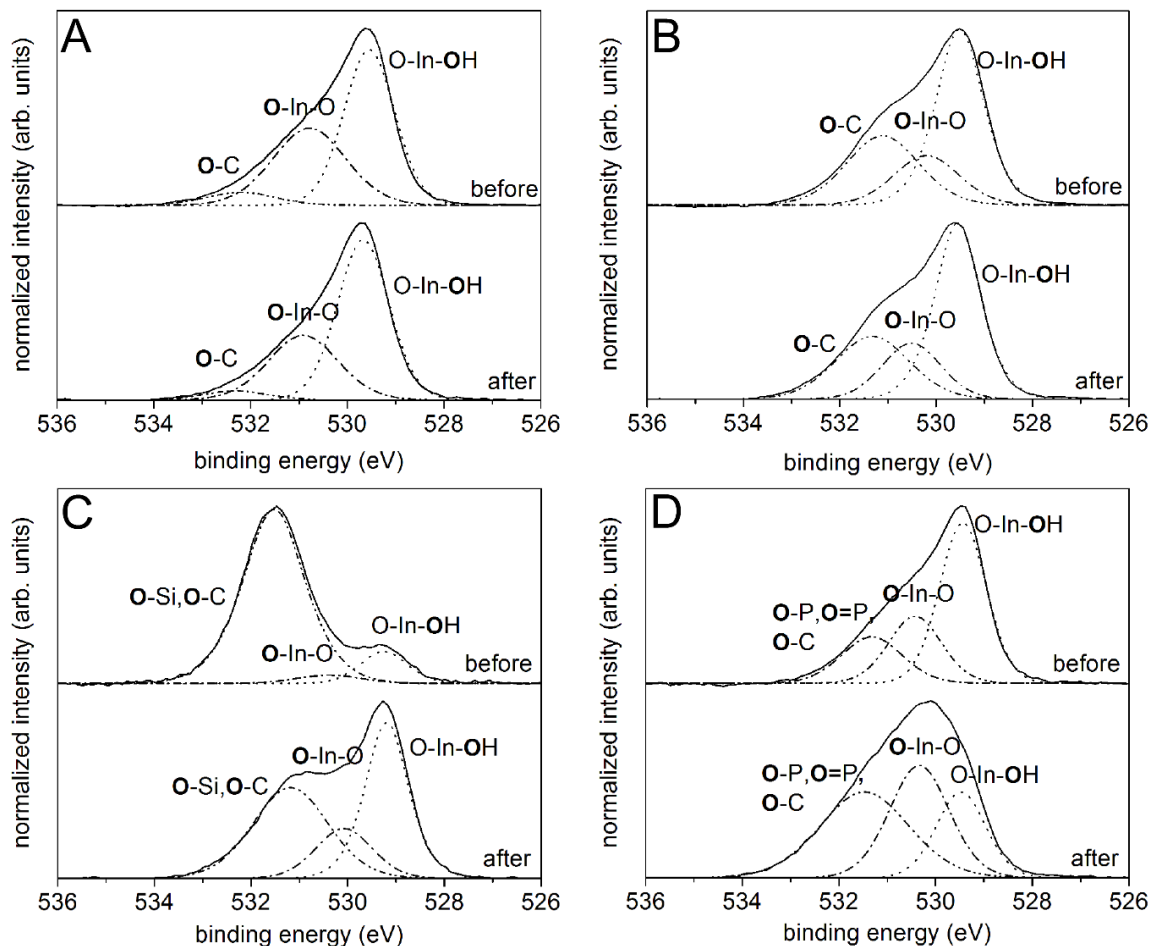 A
normalized intensity (arb. units)
O-In-OH
O-In-O
O-C
before
O-In-OH
O-In-O
O-C
after
536 534 532 530 528 526
binding energy (eV)
B
normalized intensity (arb. units)
O-In-OH
O-C O-In-O
before
O-In-OH
O-In-O
O-C
after
536 534 532 530 528 526
binding energy (eV)
C
normalized intensity (arb. units)
O-Si,O-C
O-In-OH
O-In-O
before
O-In-O O-In-OH
O-Si,O-C
after
536 534 532 530 528 526
binding energy (eV)
D
normalized intensity (arb. units)
O-In-OH
O-In-O
O-P,O=P,
O-C
before
O-In-O
O-P,O=P,
O-In-OH
O-C
after
536 534 532 530 528 526
binding energy (eV)